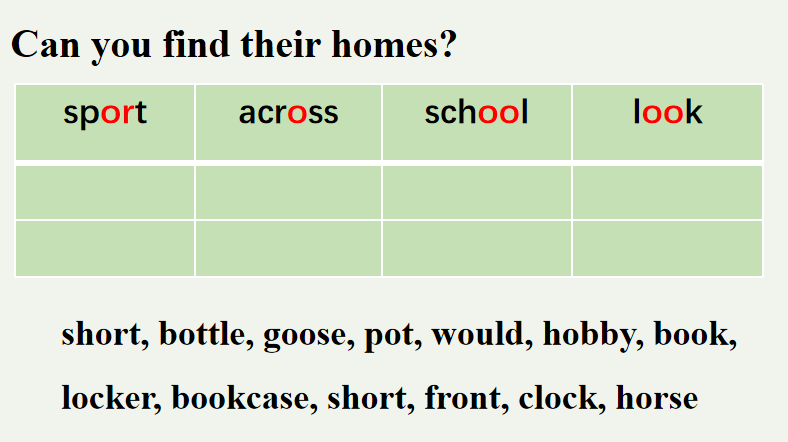 Can you find their homes?
sport across school look
short, bottle, goose, pot, would, hobby, book,
locker, bookcase, short, front, clock, horse